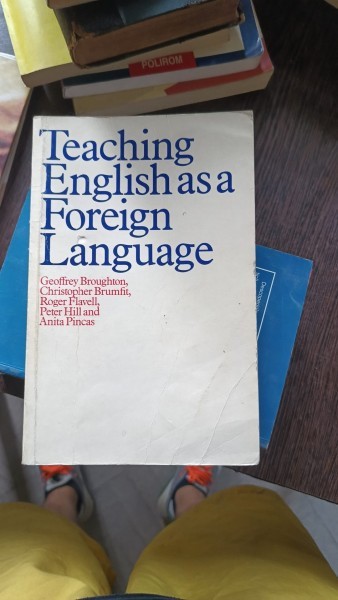 POLIROM
Teaching
English as a
Foreign
Language
Geoffrey Broughton,
Christopher Brumfit,
Roger Flavell,
Peter Hill and
Anita Pincas